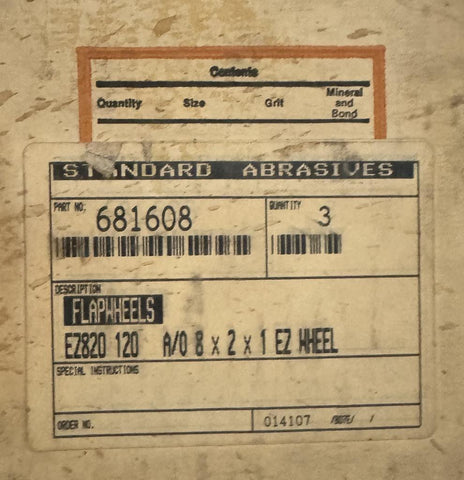 Contents
Quantity Size Grit Mineral and Bond
STANDARD ABRASIVES
PART NO. 681608
QUANTITY 3
DESCRIPTION
FLAPWHEELS
EZ820 120 A/O 8 x 2 x 1 EZ WHEEL
SPECIAL INSTRUCTIONS
ORDER NO.
014107